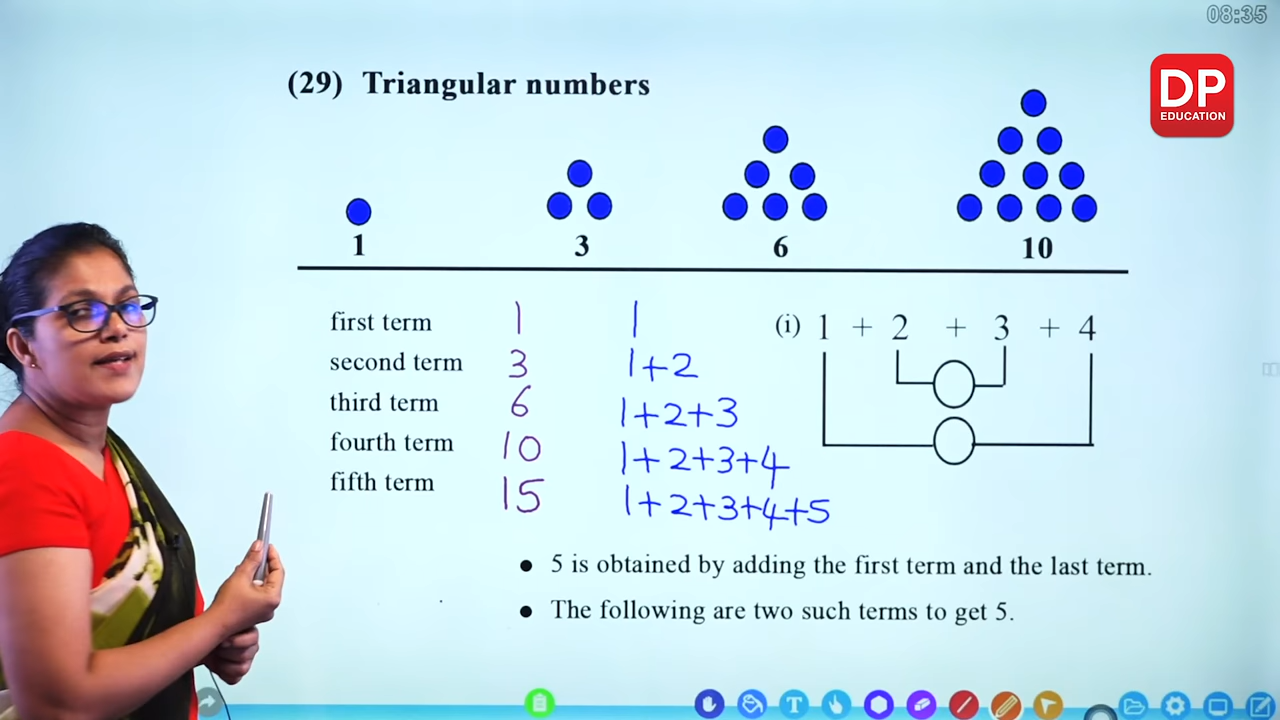 08:35
DP
EDUCATION
(29) Triangular numbers
1 3 6 10
first term 1 1
second term 3 1+2
third term 6 1+2+3
fourth term 10 1+2+3+4
fifth term 15 1+2+3+4+5
(i) 1 + 2 + 3 + 4
• 5 is obtained by adding the first term and the last term.
• The following are two such terms to get 5.
T